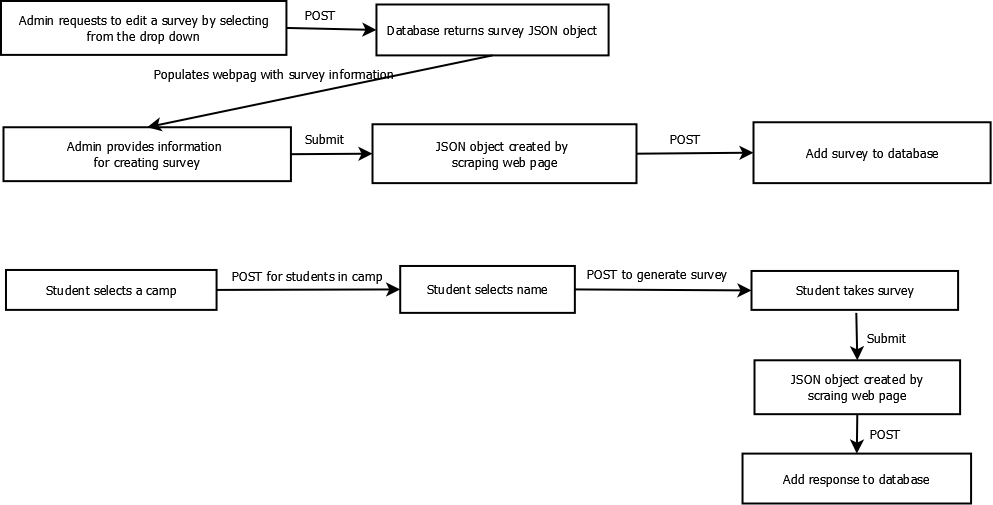 Admin requests to edit a survey by selecting
from the drop down
POST
Database returns survey JSON object
Populates webpag with survey information
Admin provides information
for creating survey
Submit
JSON object created by
scraping web page
POST
Add survey to database
Student selects a camp
POST for students in camp
Student selects name
POST to generate survey
Student takes survey
Submit
JSON object created by
scraing web page
POST
Add response to database